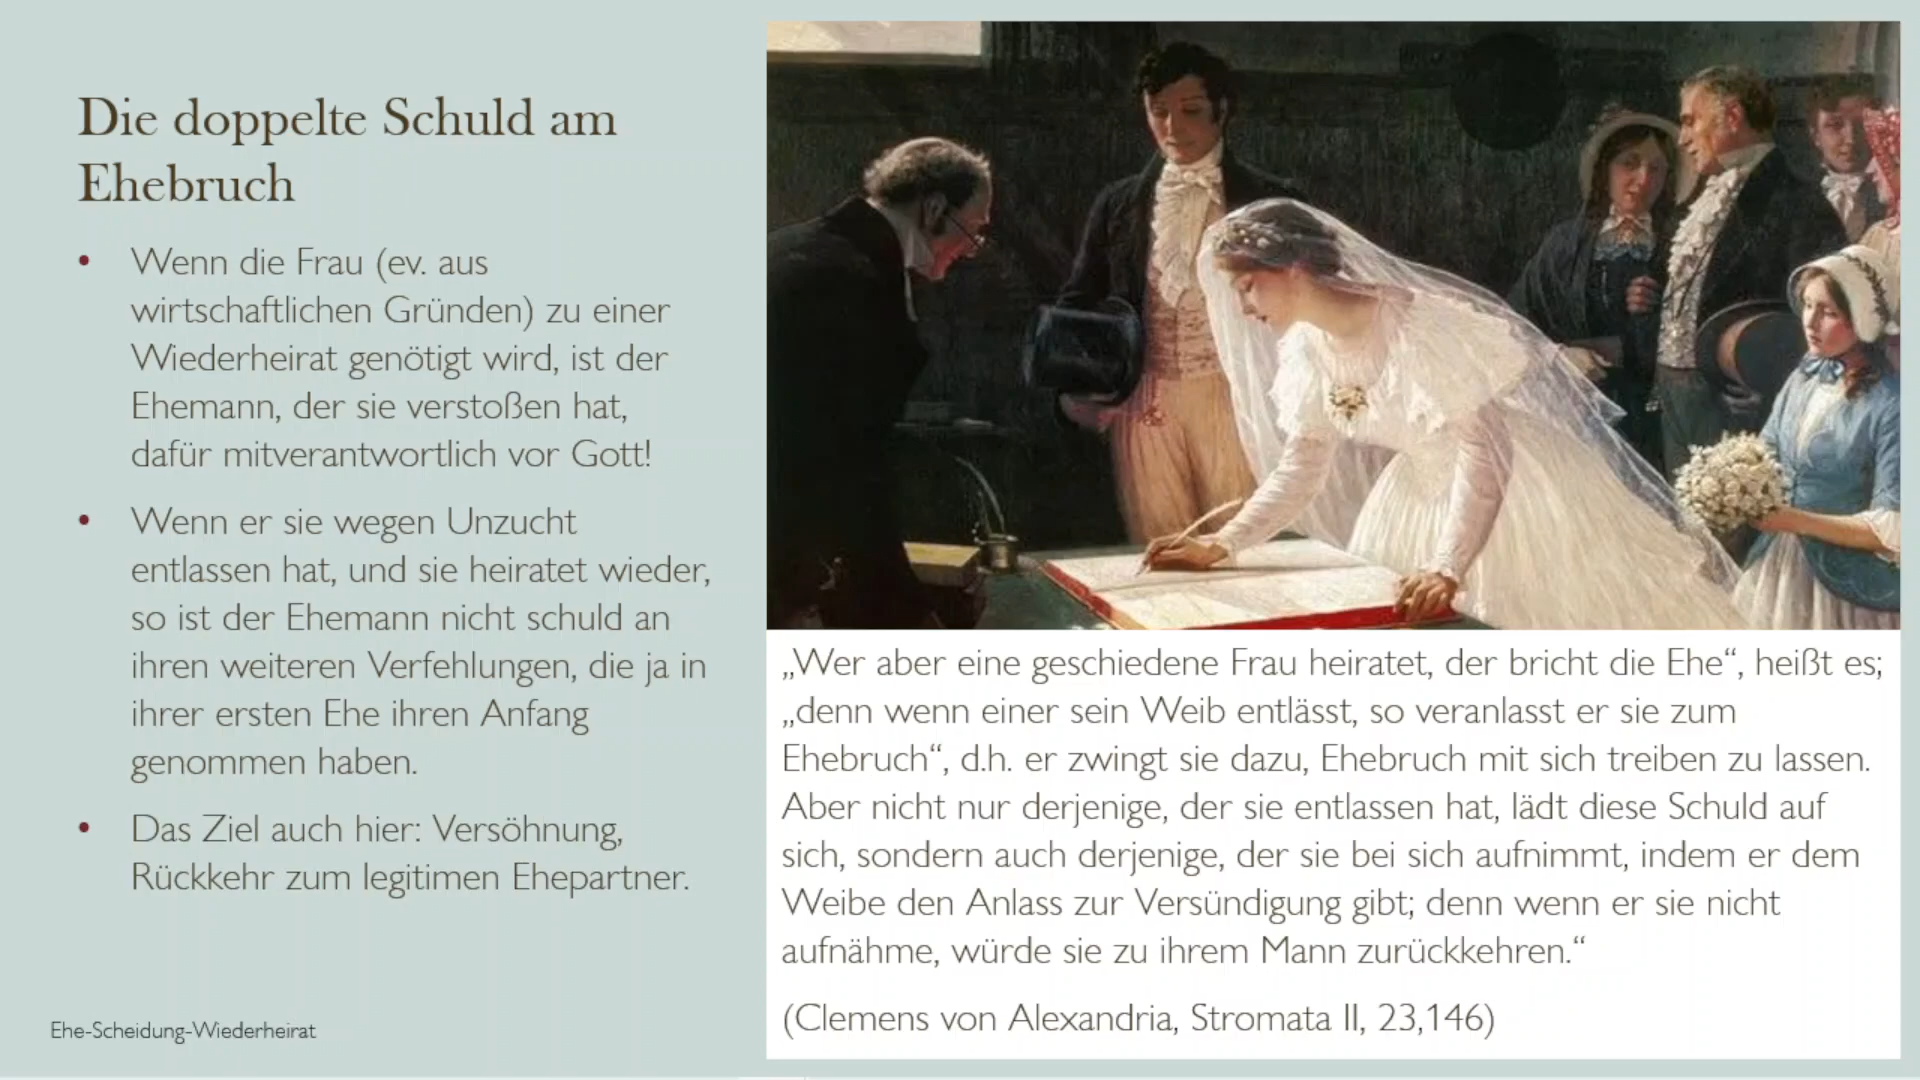 Die doppelte Schuld am
Ehebruch
• Wenn die Frau (ev. aus
wirtschaftlichen Gründen) zu einer
Wiederheirat genötigt wird, ist der
Ehemann, der sie verstoßen hat,
dafür mitverantwortlich vor Gott!
• Wenn er sie wegen Unzucht
entlassen hat, und sie heiratet wieder,
so ist der Ehemann nicht schuld an
ihren weiteren Verfehlungen, die ja in
ihrer ersten Ehe ihren Anfang
genommen haben.
• Das Ziel auch hier: Versöhnung,
Rückkehr zum legitimen Ehepartner.
Ehe-Scheidung-Wiederheirat
„Wer aber eine geschiedene Frau heiratet, der bricht die Ehe“, heißt es;
„denn wenn einer sein Weib entlässt, so veranlasst er sie zum
Ehebruch“, d.h. er zwingt sie dazu, Ehebruch mit sich treiben zu lassen.
Aber nicht nur derjenige, der sie entlassen hat, lädt diese Schuld auf
sich, sondern auch derjenige, der sie bei sich aufnimmt, indem er dem
Weibe den Anlass zur Versündigung gibt; denn wenn er sie nicht
aufnähme, würde sie zu ihrem Mann zurückkehren.“
(Clemens von Alexandria, Stromata II, 23,146)